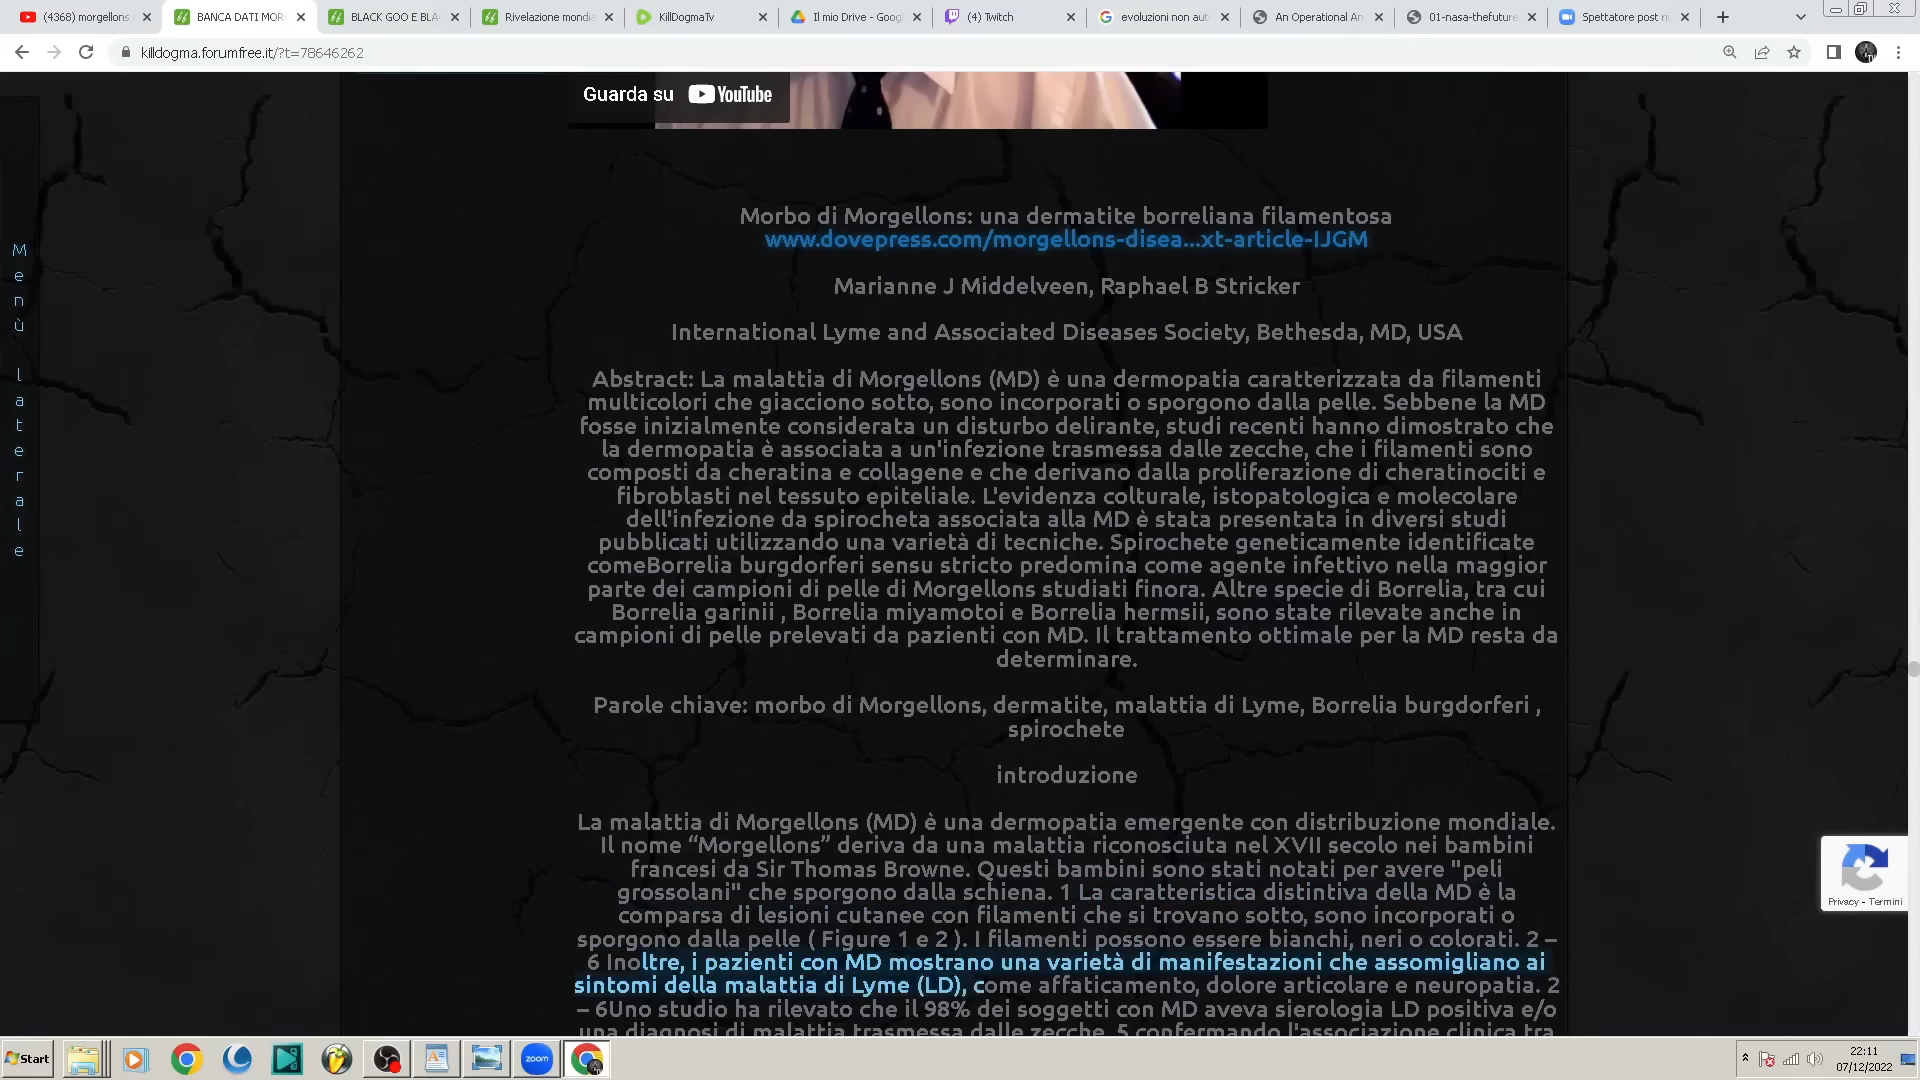 (4368) morgellons
BANCA DATI MOR
BLACK GOO E BLA
Rivelazione mondia
KillDogmaTv
Il mio Drive - Goog
(4) Twitch
evoluzioni non aut
An Operational An
01-nasa-thefuture
Spettatore post ri
killdogma.forumfree.it/?t=78646262
Guarda su YouTube
Menù laterale
Morbo di Morgellons: una dermatite borreliana filamentosa
www.dovepress.com/morgellons-disea...xt-article-IJGM
Marianne J Middelveen, Raphael B Stricker
International Lyme and Associated Diseases Society, Bethesda, MD, USA
Abstract: La malattia di Morgellons (MD) è una dermopatia caratterizzata da filamenti
multicolori che giacciono sotto, sono incorporati o sporgono dalla pelle. Sebbene la MD
fosse inizialmente considerata un disturbo delirante, studi recenti hanno dimostrato che
la dermopatia è associata a un'infezione trasmessa dalle zecche, che i filamenti sono
composti da cheratina e collagene e che derivano dalla proliferazione di cheratinociti e
fibroblasti nel tessuto epiteliale. L'evidenza colturale, istopatologica e molecolare
dell'infezione da spirocheta associata alla MD è stata presentata in diversi studi
pubblicati utilizzando una varietà di tecniche. Spirochete geneticamente identificate
comeBorrelia burgdorferi sensu stricto predomina come agente infettivo nella maggior
parte dei campioni di pelle di Morgellons studiati finora. Altre specie di Borrelia, tra cui
Borrelia garinii , Borrelia miyamotoi e Borrelia hermsii, sono state rilevate anche in
campioni di pelle prelevati da pazienti con MD. Il trattamento ottimale per la MD resta da
determinare.
Parole chiave: morbo di Morgellons, dermatite, malattia di Lyme, Borrelia burgdorferi ,
spirochete
introduzione
La malattia di Morgellons (MD) è una dermopatia emergente con distribuzione mondiale.
Il nome “Morgellons” deriva da una malattia riconosciuta nel XVII secolo nei bambini
francesi da Sir Thomas Browne. Questi bambini sono stati notati per avere "peli
grossolani" che sporgono dalla schiena. 1 La caratteristica distintiva della MD è la
comparsa di lesioni cutanee con filamenti che si trovano sotto, sono incorporati o
sporgono dalla pelle ( Figure 1 e 2 ). I filamenti possono essere bianchi, neri o colorati. 2 –
6 Inoltre, i pazienti con MD mostrano una varietà di manifestazioni che assomigliano ai
sintomi della malattia di Lyme (LD), come affaticamento, dolore articolare e neuropatia. 2
– 6Uno studio ha rilevato che il 98% dei soggetti con MD aveva sierologia LD positiva e/o
una diagnosi di malattia trasmessa dalle zecche, 5 confermando l'associazione clinica tra
Privacy - Termini
Start
zoom
22:11
07/12/2022